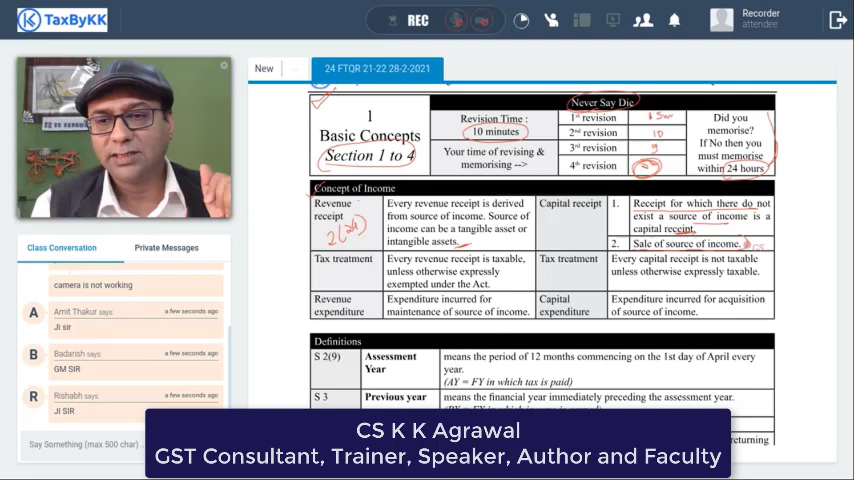 TaxByKK
REC
Recorder
attendee
New
24 FTQR 21-22 28-2-2021
1
Basic Concepts
Section 1 to 4
Never Say Die
Revision Time :
10 minutes
Your time of revising &
memorising -->
1st revision
2nd revision
10
3rd revision
9
4th revision
Did you
memorise?
If No then you
must memorise
within 24 hours
Concept of Income
Revenue
receipt
2(24)
Every revenue receipt is derived
from source of income. Source of
income can be a tangible asset or
intangible assets.
Capital receipt
1.
Receipt for which there do not
exist a source of income is a
capital receipt.
2.
Sale of source of income.
Tax treatment
Every revenue receipt is taxable,
unless otherwise expressly
exempted under the Act.
Tax treatment
Every capital receipt is not taxable
unless otherwise expressly taxable.
Revenue
expenditure
Expenditure incurred for
maintenance of source of income.
Capital
expenditure
Expenditure incurred for acquisition
of source of income.
Definitions
S 2(9)
Assessment
Year
means the period of 12 months commencing on the 1st day of April every
year.
(AY = FY in which tax is paid)
S 3
Previous year
means the financial year immediately preceding the assessment year.
returning
Class Conversation
Private Messages
camera is not working
A
Amit Thakur says:
a few seconds ago
Ji sir
B
Badarish says:
a few seconds ago
GM SIR
R
Rishabh says:
a few seconds ago
JI SIR
Say Something (max 500 char)
CS K K Agrawal
GST Consultant, Trainer, Speaker, Author and Faculty